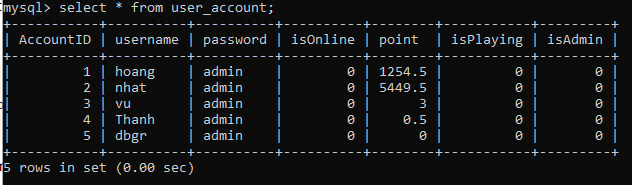 mysql> select * from user_account;
+-----------+----------+----------+----------+--------+-----------+---------+
| AccountID | username | password | isOnline | point  | isPlaying | isAdmin |
+-----------+----------+----------+----------+--------+-----------+---------+
|         1 | hoang    | admin    |        0 | 1254.5 |         0 |       0 |
|         2 | nhat     | admin    |        0 | 5449.5 |         0 |       0 |
|         3 | vu       | admin    |        0 |      3 |         0 |       0 |
|         4 | Thanh    | admin    |        0 |    0.5 |         0 |       0 |
|         5 | dbgr     | admin    |        0 |      0 |         0 |       0 |
+-----------+----------+----------+----------+--------+-----------+---------+
5 rows in set (0.00 sec)